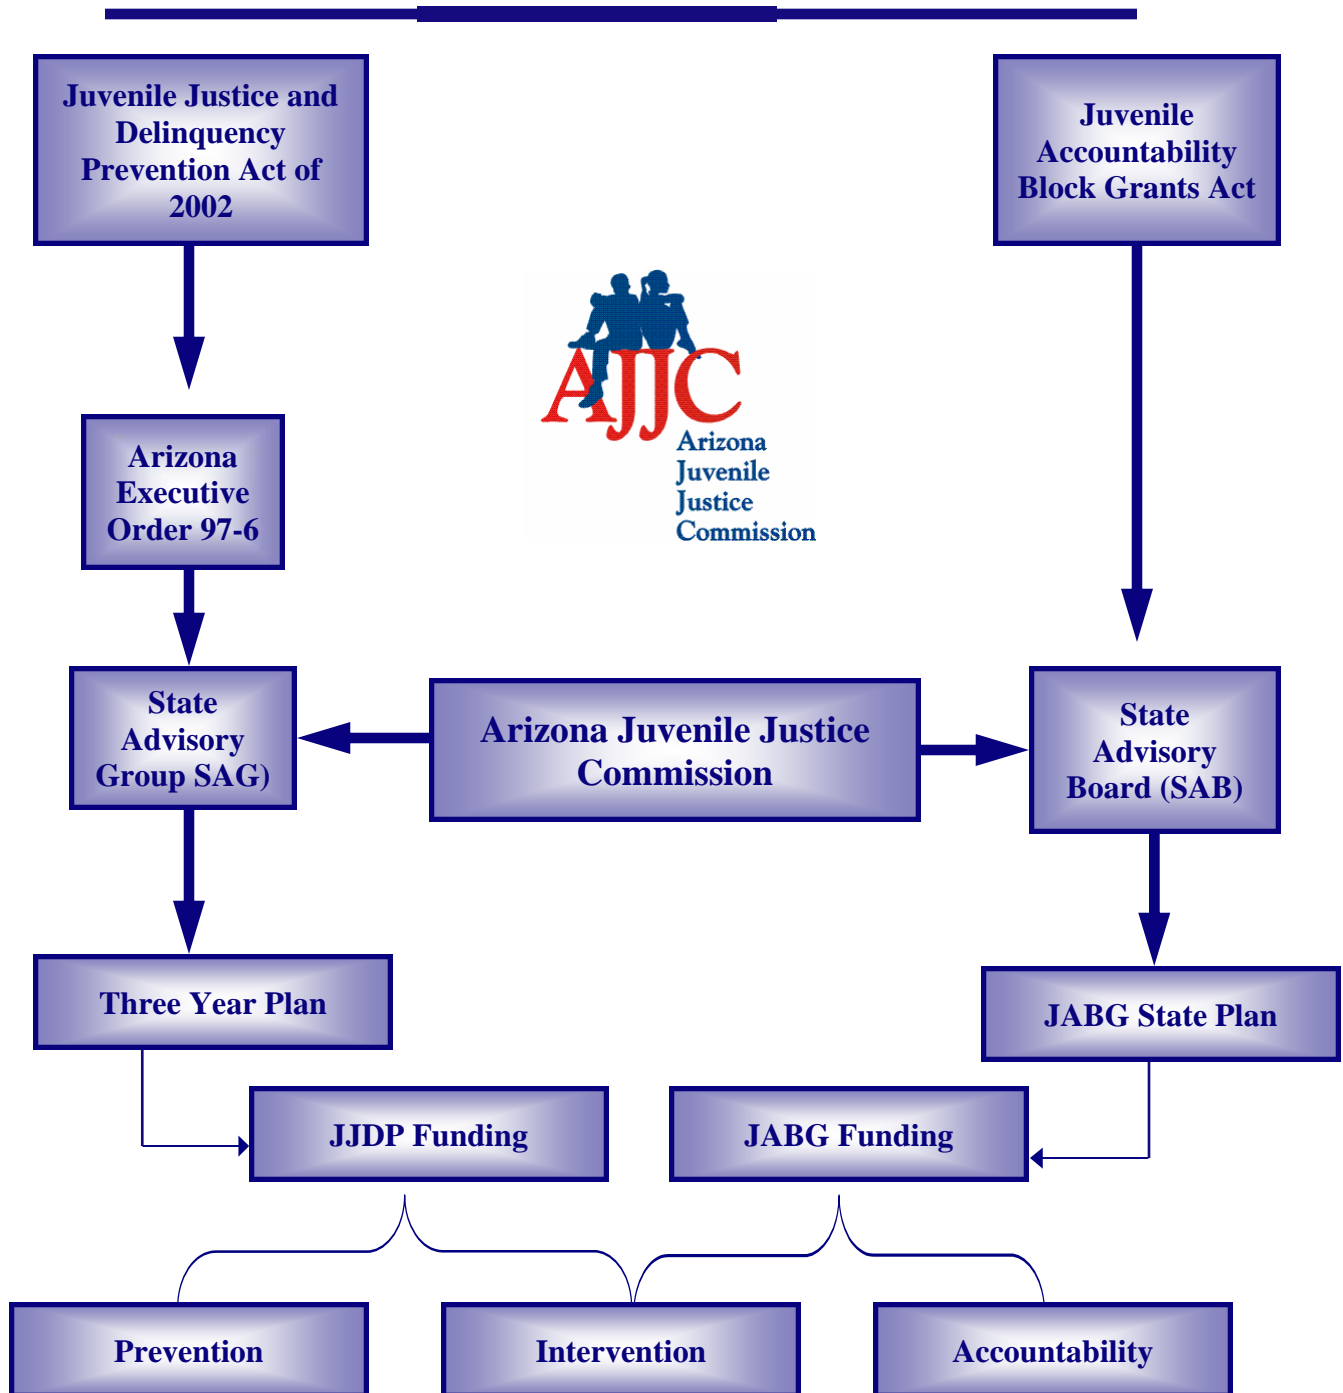 Juvenile Justice and
Delinquency
Prevention Act of
2002
Juvenile
Accountability
Block Grants Act
AJJC
Arizona
Juvenile
Justice
Commission
Arizona
Executive
Order 97-6
State
Advisory
Group SAG)
Arizona Juvenile Justice
Commission
State
Advisory
Board (SAB)
Three Year Plan
JABG State Plan
JJDP Funding
JABG Funding
Prevention
Intervention
Accountability